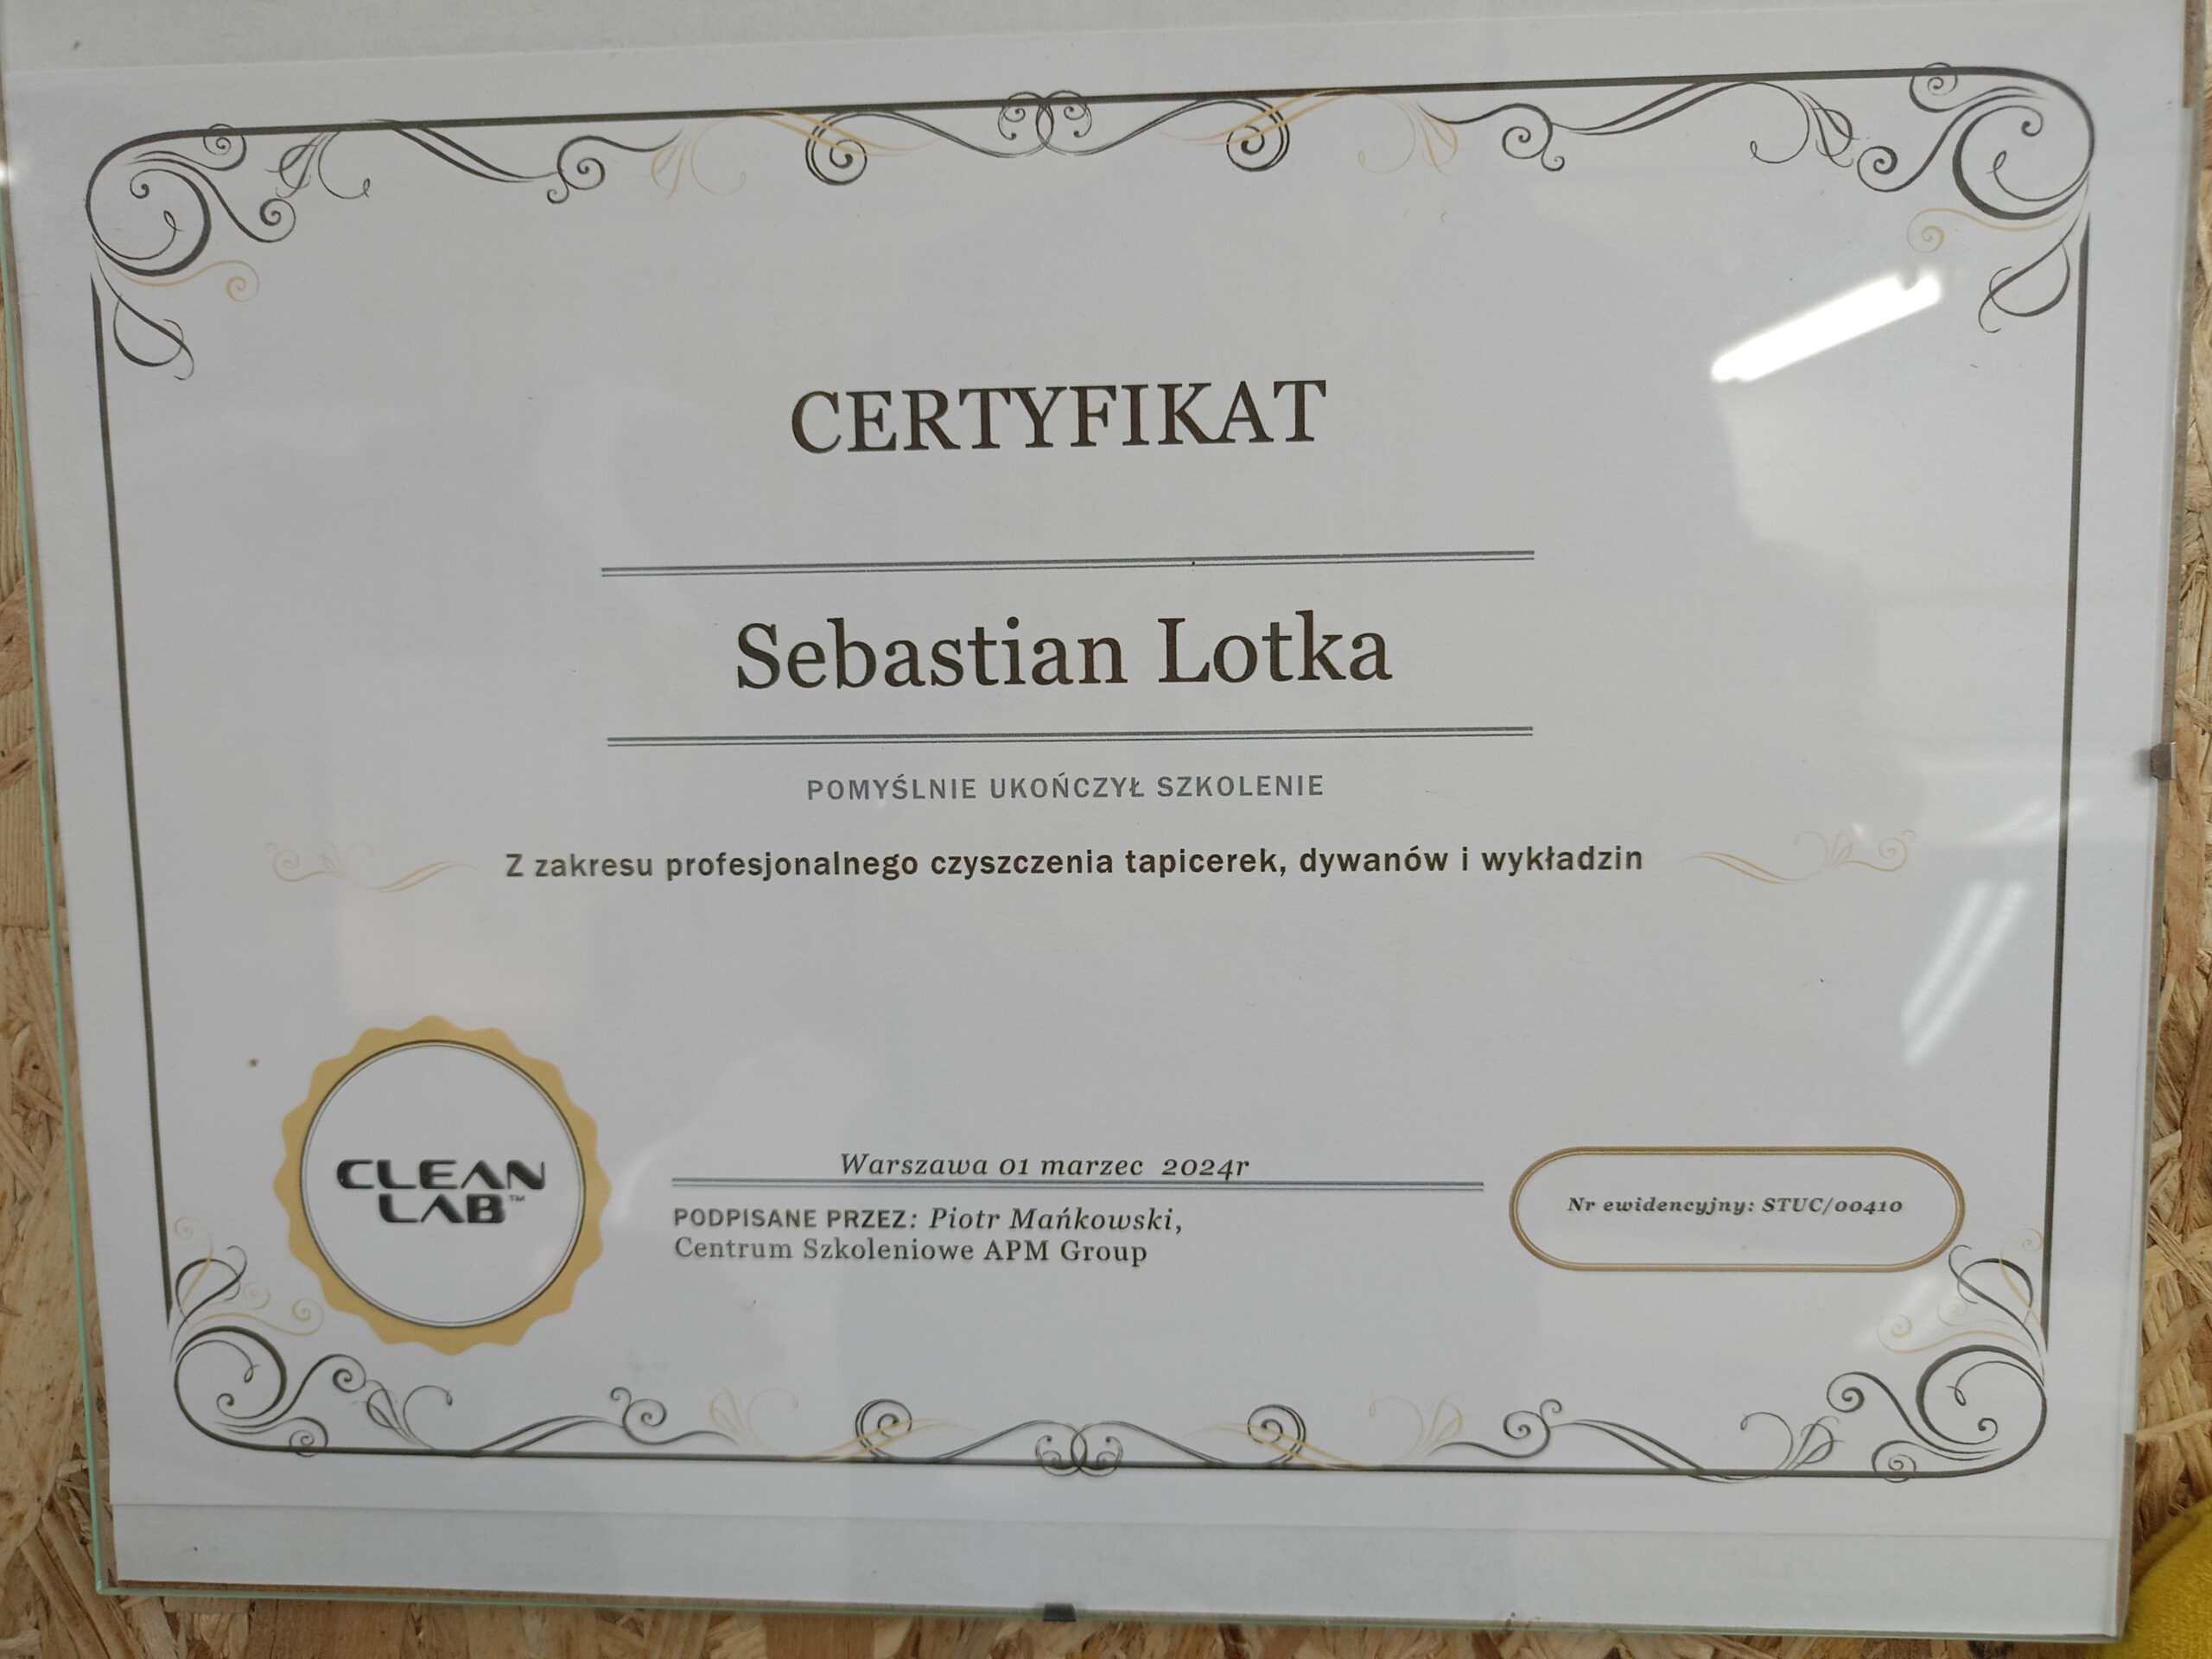 CERTYFIKAT
Sebastian Lotka
POMYŚLNIE UKOŃCZYŁ SZKOLENIE
Z zakresu profesjonalnego czyszczenia tapicerek, dywanów i wykładzin
CLEAN
LAB™
Warszawa 01 marzec 2024r
PODPISANE PRZEZ: Piotr Mańkowski,
Centrum Szkoleniowe APM Group
Nr ewidencyjny: STUC/00410